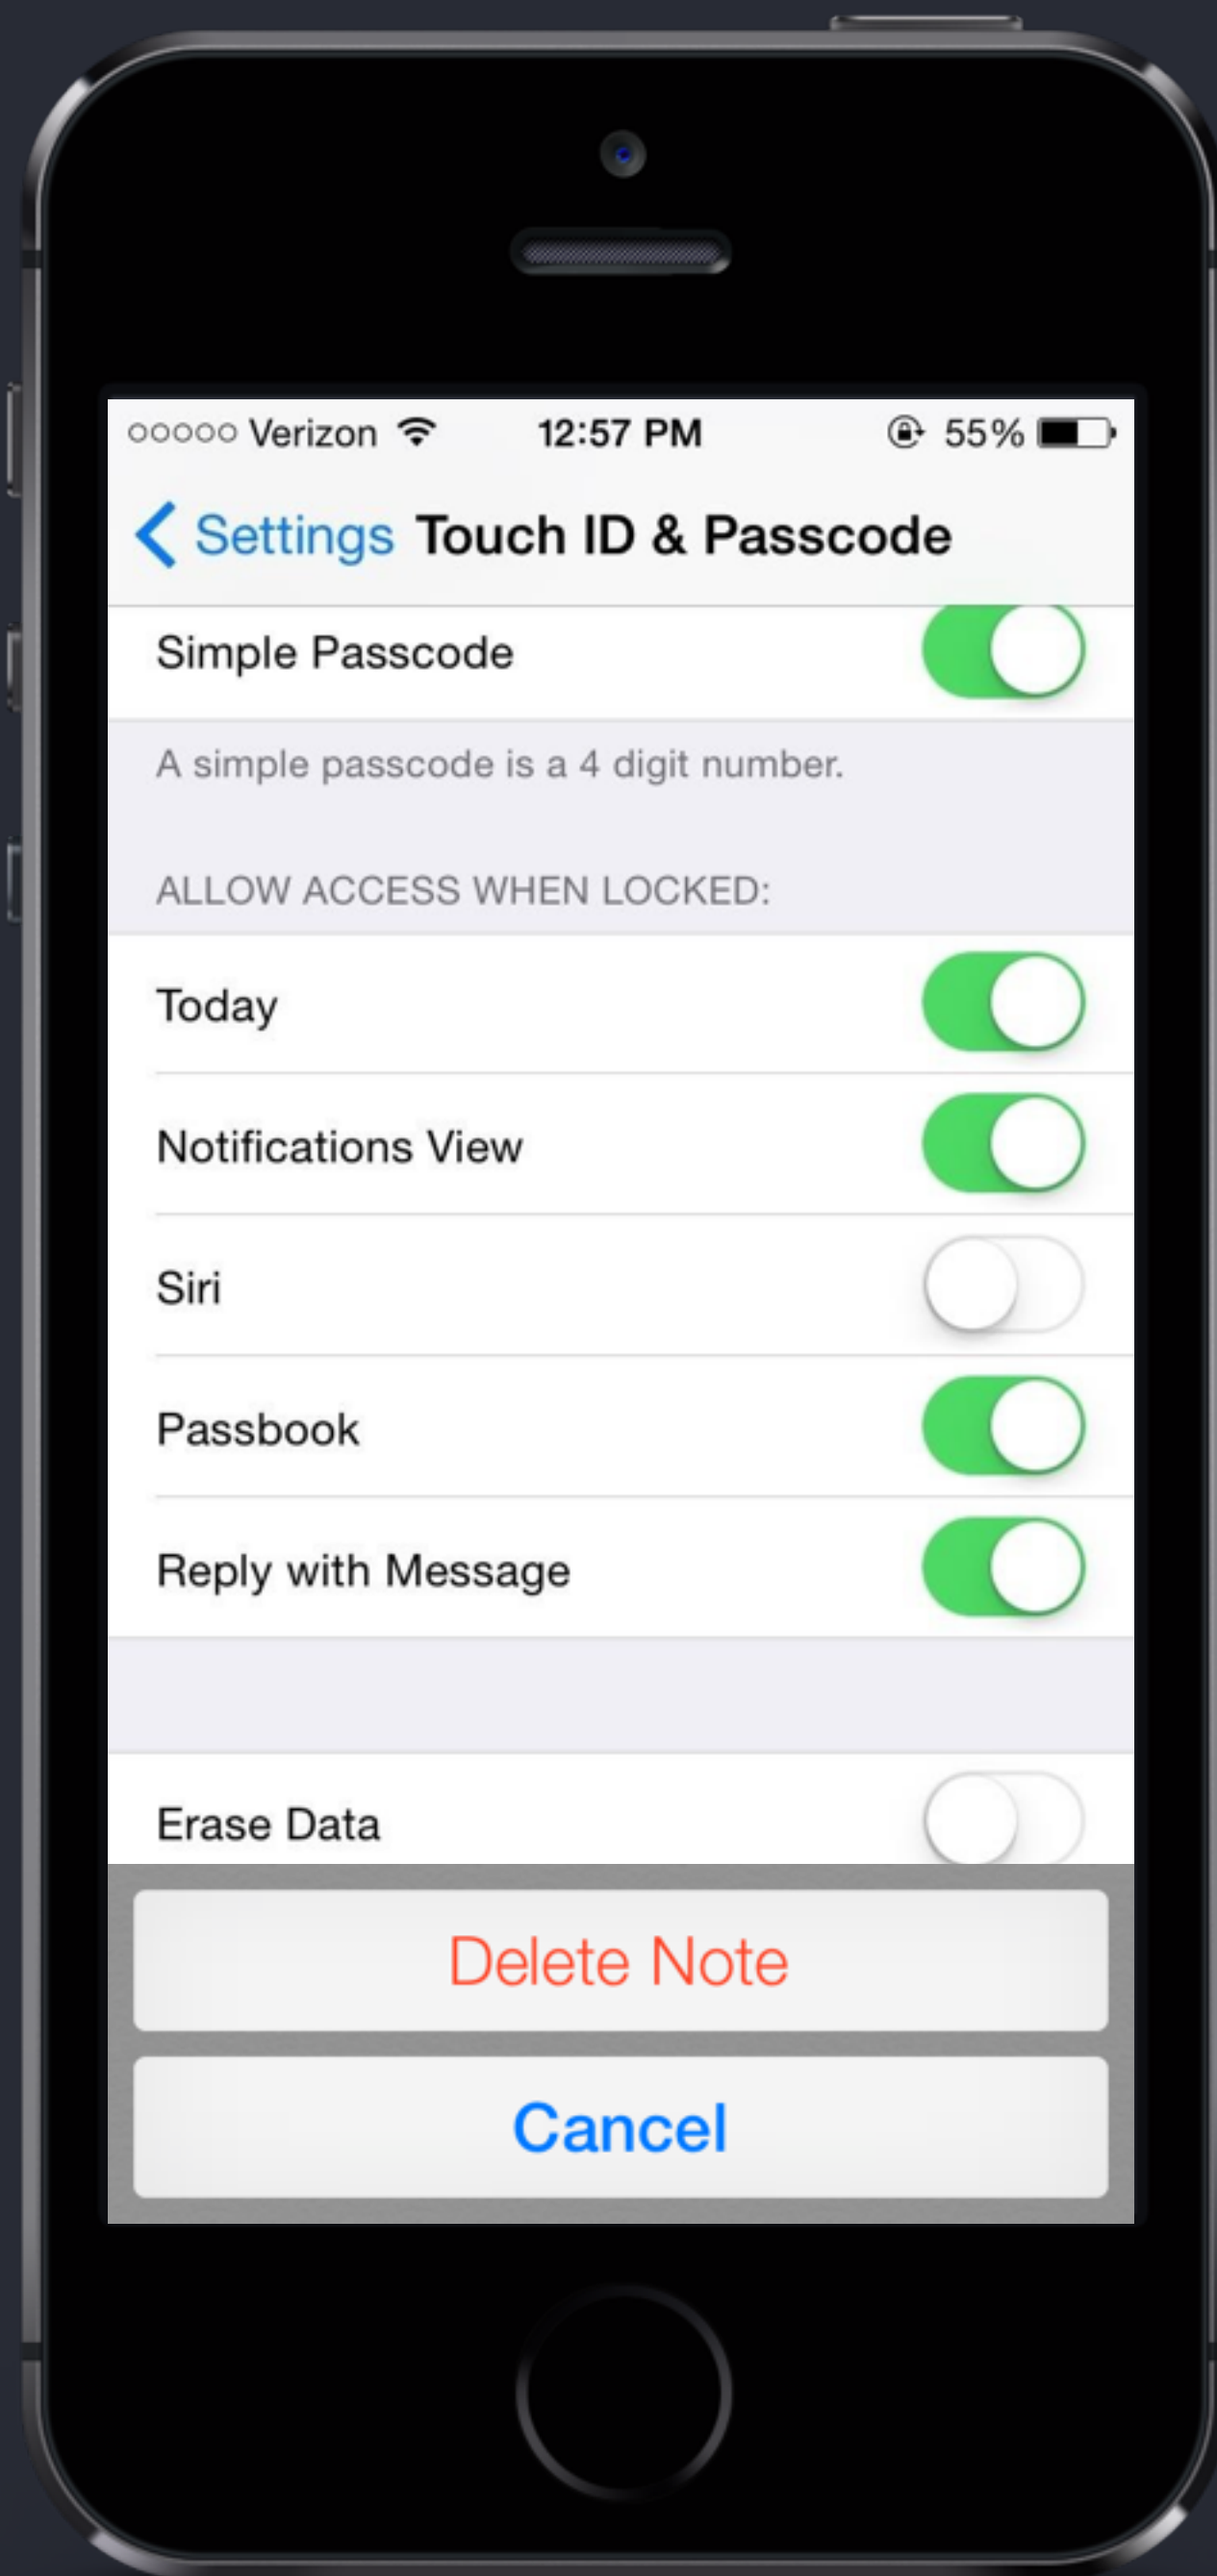 Verizon 12:57 PM 55%
Settings Touch ID & Passcode
Simple Passcode
A simple passcode is a 4 digit number.
ALLOW ACCESS WHEN LOCKED:
Today
Notifications View
Siri
Passbook
Reply with Message
Erase Data
Delete Note
Cancel